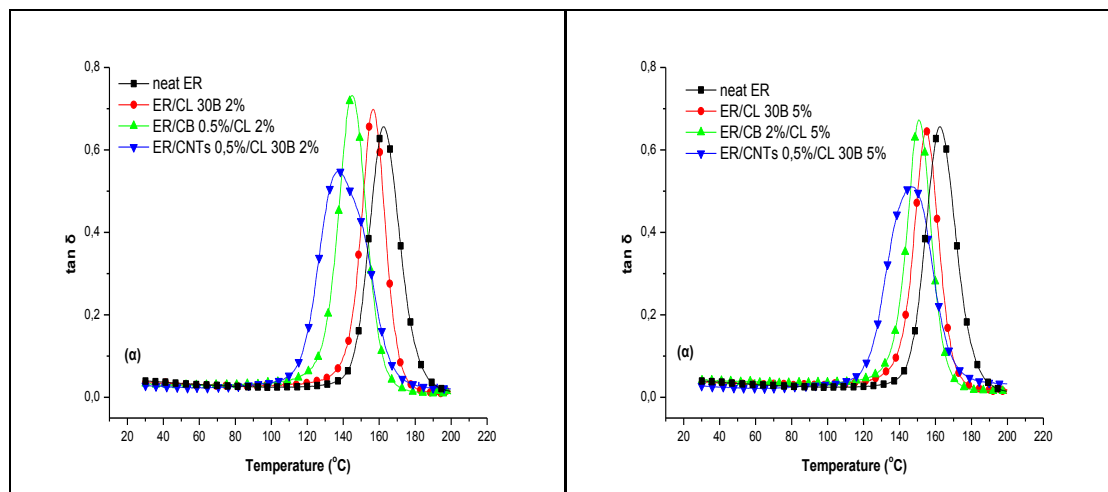 0,8
0,6
0,4
0,2
0,0
tan δ
neat ER
ER/CL 30B 2%
ER/CB 0.5%/CL 2%
ER/CNTs 0,5%/CL 30B 2%
(α)
20 40 60 80 100 120 140 160 180 200 220
Temperature (°C)
0,8
0,6
0,4
0,2
0,0
tan δ
neat ER
ER/CL 30B 5%
ER/CB 2%/CL 5%
ER/CNTs 0,5%/CL 30B 5%
(α)
20 40 60 80 100 120 140 160 180 200 220
Temperature (°C)